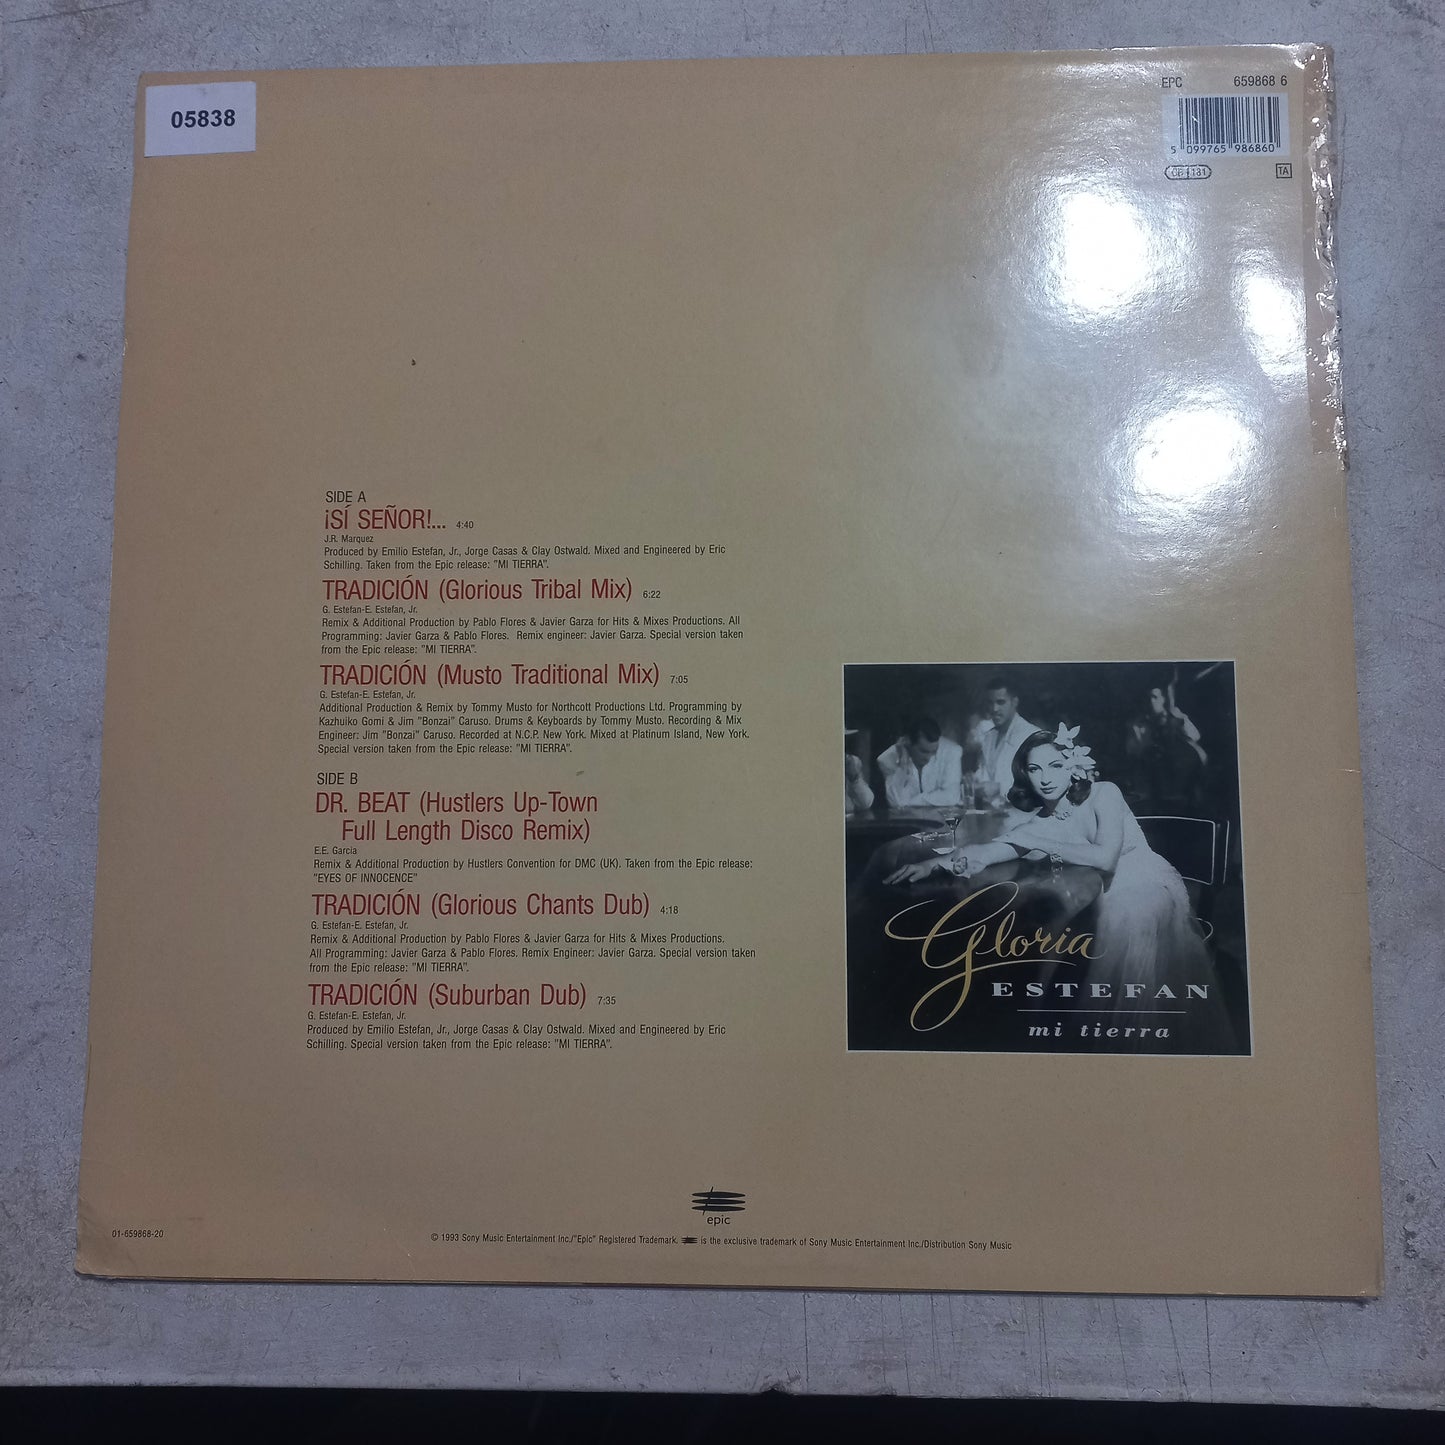 05838
EPC 659868 6
5 099765 986860
CB 131
TA
SIDE A
¡SÍ SEÑOR!... 4:40
J.R. Marquez
Produced by Emilio Estefan, Jr., Jorge Casas & Clay Ostwald. Mixed and Engineered by Eric
Schilling. Taken from the Epic release: "MI TIERRA".
TRADICIÓN (Glorious Tribal Mix) 6:22
G. Estefan-E. Estefan, Jr.
Remix & Additional Production by Pablo Flores & Javier Garza for Hits & Mixes Productions. All
Programming: Javier Garza & Pablo Flores. Remix engineer: Javier Garza. Special version taken
from the Epic release: "MI TIERRA".
TRADICIÓN (Musto Traditional Mix) 7:05
G. Estefan-E. Estefan, Jr.
Additional Production & Remix by Tommy Musto for Northcott Productions Ltd. Programming by
Kazhuiko Gomi & Jim "Bonzai" Caruso. Drums & Keyboards by Tommy Musto. Recording & Mix
Engineer: Jim "Bonzai" Caruso. Recorded at N.C.P. New York. Mixed at Platinum Island, New York.
Special version taken from the Epic release: "MI TIERRA".
SIDE B
DR. BEAT (Hustlers Up-Town
Full Length Disco Remix)
E.E. Garcia
Remix & Additional Production by Hustlers Convention for DMC (UK). Taken from the Epic release:
"EYES OF INNOCENCE"
TRADICIÓN (Glorious Chants Dub) 4:18
G. Estefan-E. Estefan, Jr.
Remix & Additional Production by Pablo Flores & Javier Garza for Hits & Mixes Productions.
All Programming: Javier Garza & Pablo Flores. Remix Engineer: Javier Garza. Special version taken
from the Epic release: "MI TIERRA".
TRADICIÓN (Suburban Dub) 7:35
G. Estefan-E. Estefan, Jr.
Produced by Emilio Estefan, Jr., Jorge Casas & Clay Ostwald. Mixed and Engineered by Eric
Schilling. Special version taken from the Epic release: "MI TIERRA".
Gloria
ESTEFAN
mi tierra
epic
01-659868-20
© 1993 Sony Music Entertainment Inc./"Epic" Registered Trademark. is the exclusive trademark of Sony Music Entertainment Inc./Distribution Sony Music